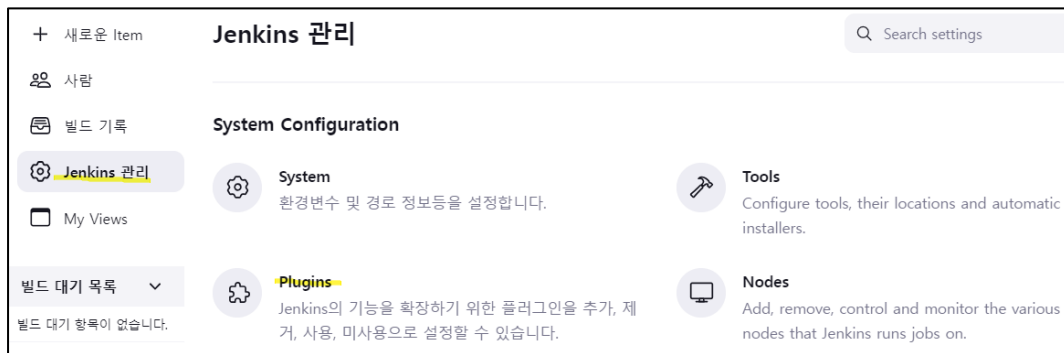 새로운 Item
사람
빌드 기록
Jenkins 관리
My Views
빌드 대기 목록
빌드 대기 항목이 없습니다.
Jenkins 관리
Search settings
System Configuration
System
환경변수 및 경로 정보등을 설정합니다.
Tools
Configure tools, their locations and automatic
installers.
Plugins
Jenkins의 기능을 확장하기 위한 플러그인을 추가, 제
거, 사용, 미사용으로 설정할 수 있습니다.
Nodes
Add, remove, control and monitor the various
nodes that Jenkins runs jobs on.